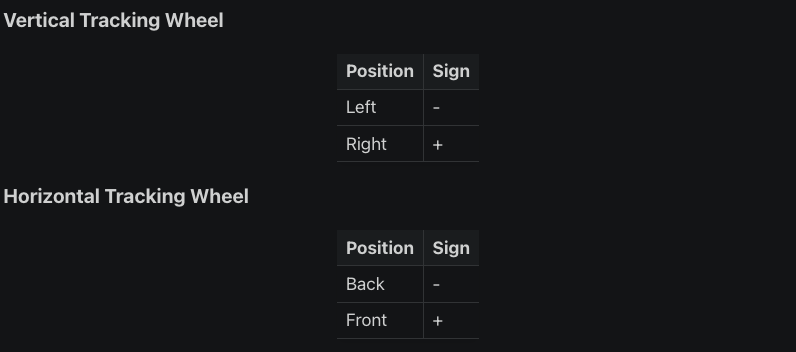 Vertical Tracking Wheel
Position Sign
Left -
Right +
Horizontal Tracking Wheel
Position Sign
Back -
Front +